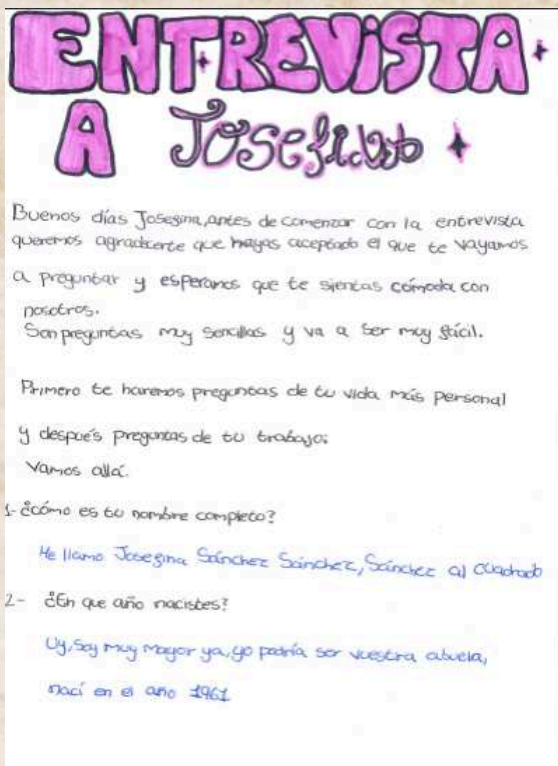 ENTREVISTA
A Josefina
Buenos días Josefina, antes de comenzar con la entrevista
queremos agradecerte que hayas aceptado el que te vayamos
a preguntar y esperamos que te sientas cómoda con
nosotros.
Son preguntas muy sencillas y va a ser muy fácil.
Primero te haremos preguntas de tu vida más personal
y después preguntas de tu trabajo:
Vamos allá.
1- ¿Cómo es tu nombre completo?
Me llamo Josefina Sánchez Sánchez, Sánchez al cuadrado
2- ¿En que año nacistes?
Uy, Soy muy mayor ya, yo podría ser vuestra abuela,
nací en el año 1961